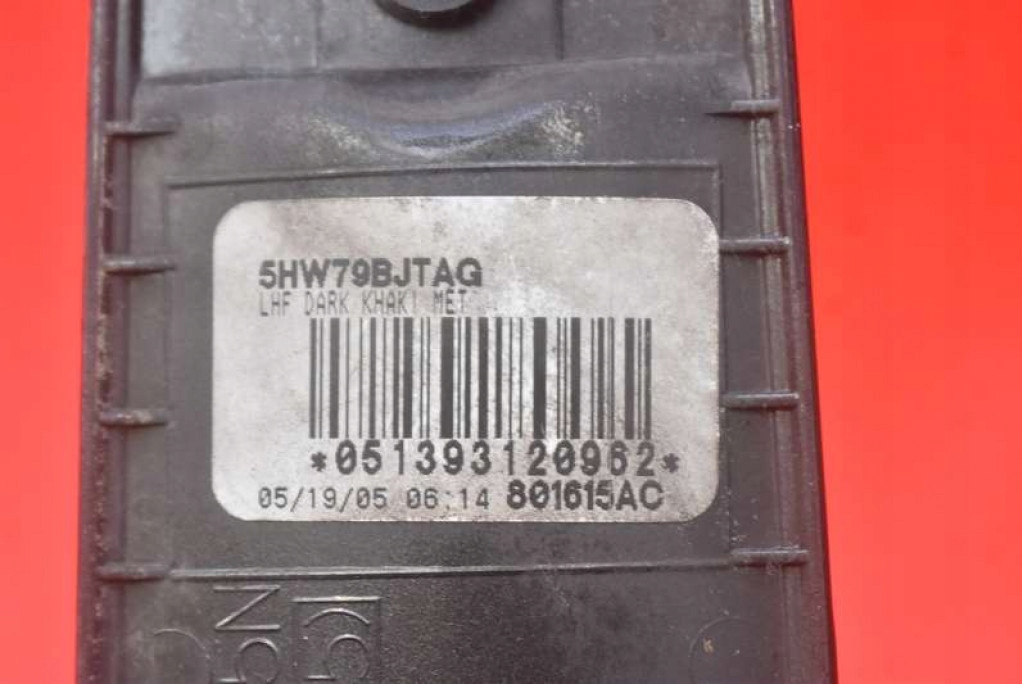 5HW79BJTAG
LHF DARK KHAKI MET
*051393120962*
05/19/05 06:14 801615AC